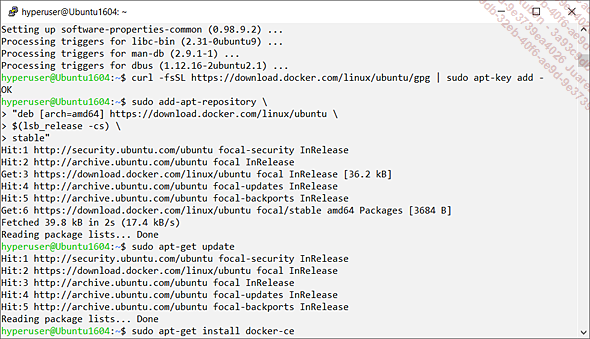 hyperuser@Ubuntu1604: ~
Setting up software-properties-common (0.98.9.2) ...
Processing triggers for libc-bin (2.31-0ubuntu9) ...
Processing triggers for man-db (2.9.1-1) ...
Processing triggers for dbus (1.12.16-2ubuntu2.1) ...
hyperuser@Ubuntu1604:~$ curl -fsSL https://download.docker.com/linux/ubuntu/gpg | sudo apt-key add -
OK
hyperuser@Ubuntu1604:~$ sudo add-apt-repository \
> "deb [arch=amd64] https://download.docker.com/linux/ubuntu \
> $(lsb_release -cs) \
> stable"
Hit:1 http://security.ubuntu.com/ubuntu focal-security InRelease
Hit:2 http://archive.ubuntu.com/ubuntu focal InRelease
Get:3 https://download.docker.com/linux/ubuntu focal InRelease [36.2 kB]
Hit:4 http://archive.ubuntu.com/ubuntu focal-updates InRelease
Hit:5 http://archive.ubuntu.com/ubuntu focal-backports InRelease
Get:6 https://download.docker.com/linux/ubuntu focal/stable amd64 Packages [3684 B]
Fetched 39.8 kB in 2s (17.4 kB/s)
Reading package lists... Done
hyperuser@Ubuntu1604:~$ sudo apt-get update
Hit:1 http://security.ubuntu.com/ubuntu focal-security InRelease
Hit:2 https://download.docker.com/linux/ubuntu focal InRelease
Hit:3 http://archive.ubuntu.com/ubuntu focal InRelease
Hit:4 http://archive.ubuntu.com/ubuntu focal-updates InRelease
Hit:5 http://archive.ubuntu.com/ubuntu focal-backports InRelease
Reading package lists... Done
hyperuser@Ubuntu1604:~$ sudo apt-get install docker-ce